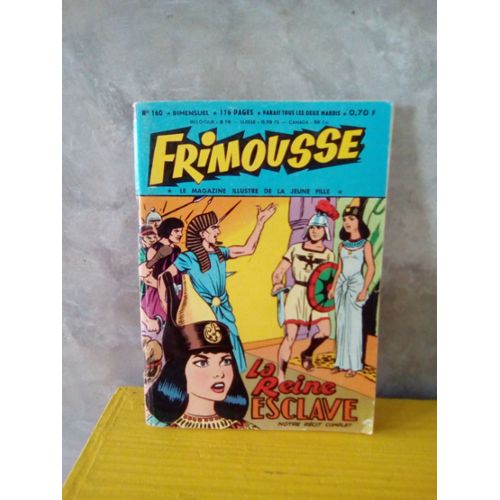 N° 160 ★ BIMENSUEL ★ 116 PAGES ★ PARAIT TOUS LES DEUX MARDIS ★ 0,70 F
FRIMOUSSE
★ LE MAGAZINE ILLUSTRE DE LA JEUNE FILLE ★
La Reine
ESCLAVE
NOTRE RÉCIT COMPLET